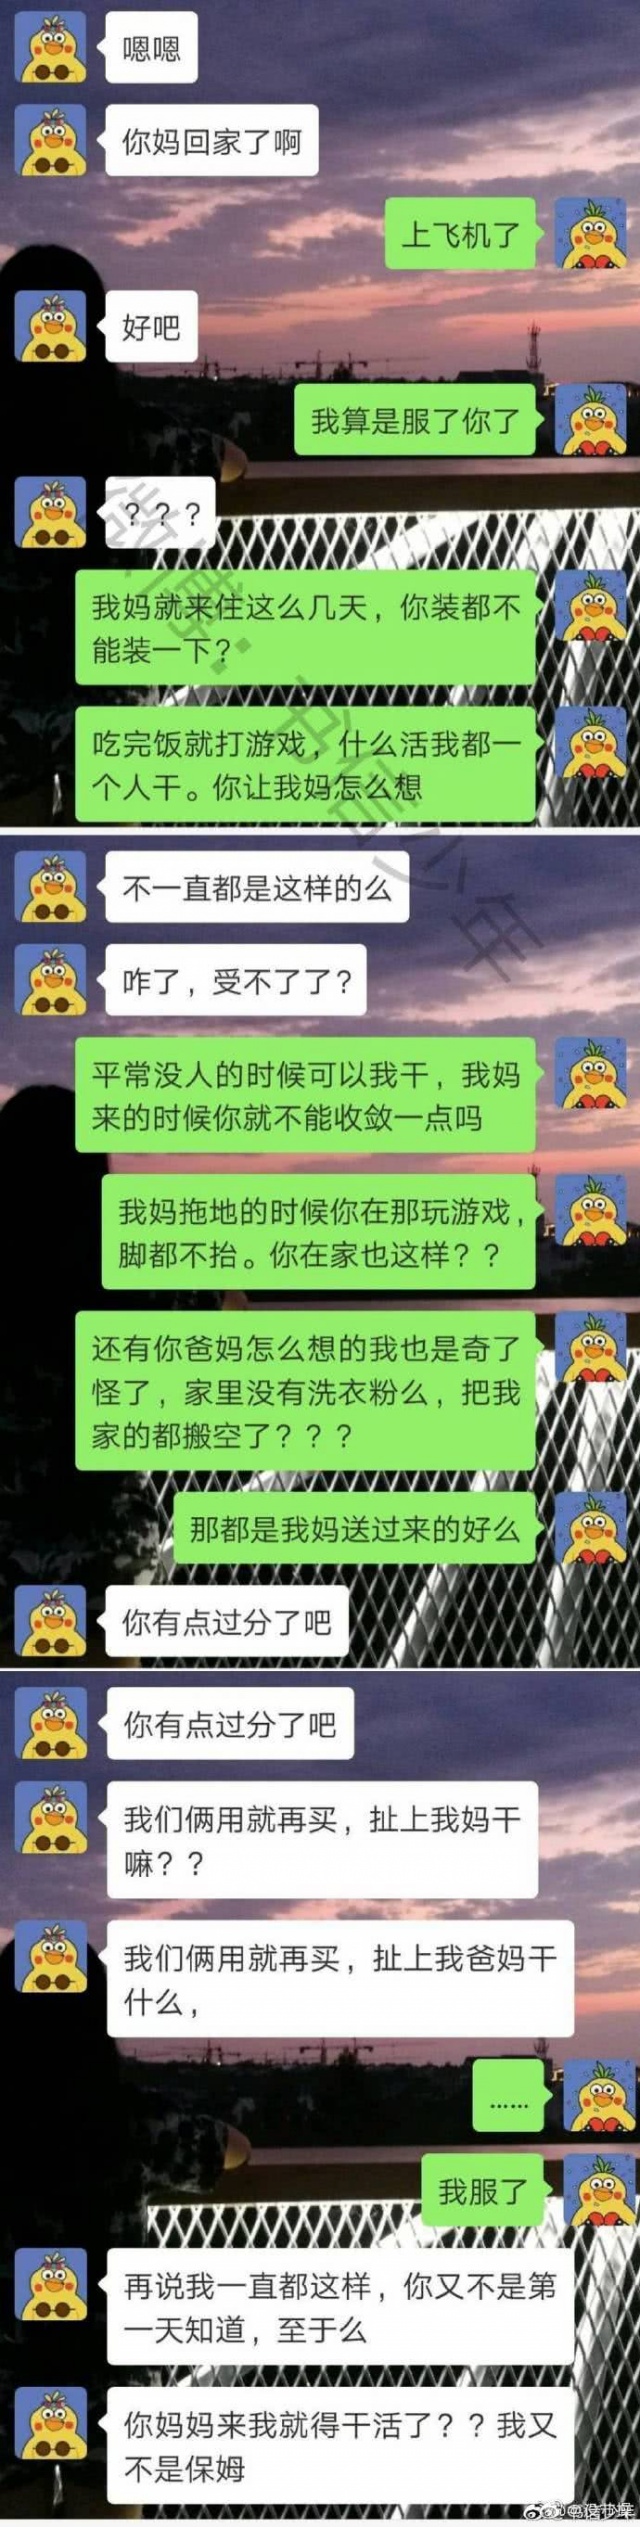 嗯嗯
你妈回家了啊
上飞机了
好吧
我算是服了你了
？？？
我妈就来住这么几天，你装都不
能装一下？
吃完饭就打游戏，什么活我都一
个人干。你让我妈怎么想
微博：书信少年
不一直都是这样的么
咋了，受不了了？
平常没人的时候可以我干，我妈
来的时候你就不能收敛一点吗
我妈拖地的时候你在那玩游戏，
脚都不抬。你在家也这样？？
还有你爸妈怎么想的我也是奇了
怪了，家里没有洗衣粉么，把我
家的都搬空了？？？
那都是我妈送过来的好么
你有点过分了吧
你有点过分了吧
我们俩用就再买，扯上我妈干
嘛？？
我们俩用就再买，扯上我爸妈干
什么，
……
我服了
再说我一直都这样，你又不是第
一天知道，至于么
你妈妈来我就得干活了？？我又
不是保姆